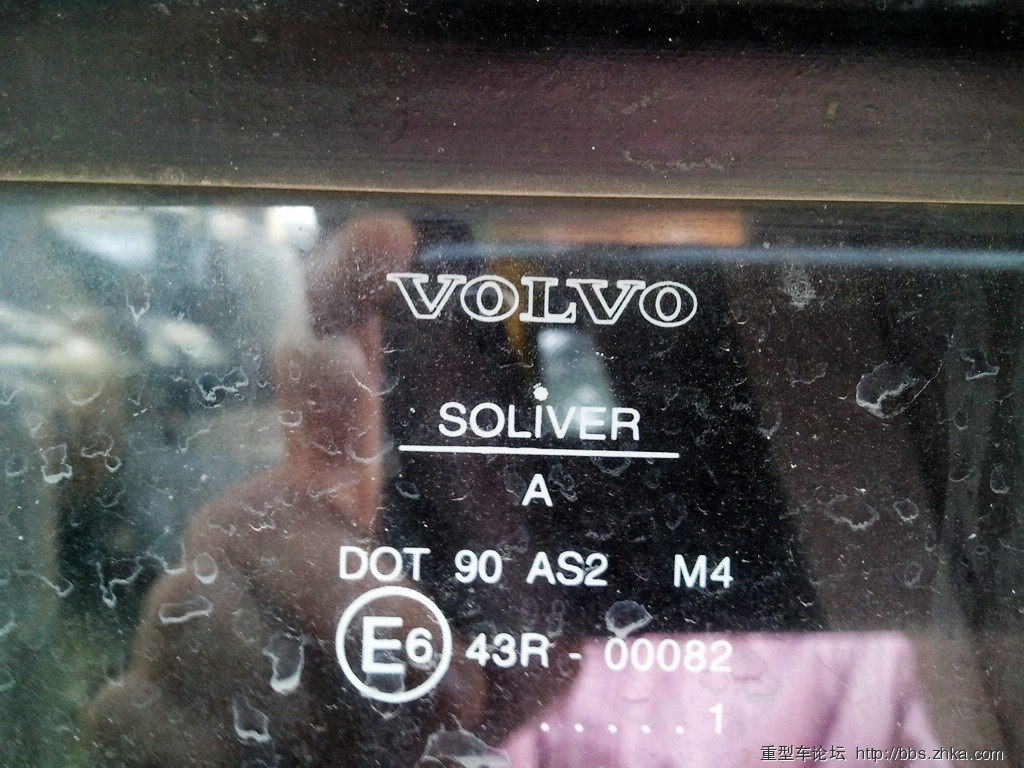 VOLVO
SOLIVER
A
DOT 90 AS2 M4
E6 43R - 00082
. . . . . . 1
重型车论坛 http://bbs.zhka.com